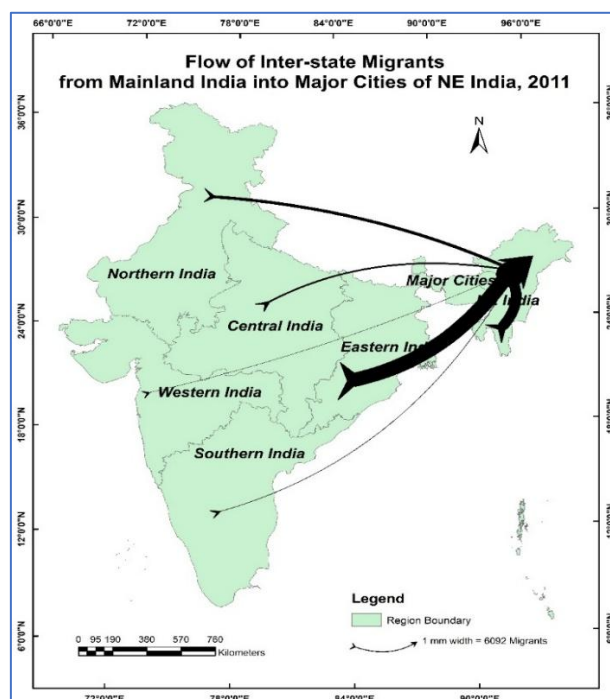 66°0'0"E 72°0'0"E 78°0'0"E 84°0'0"E 90°0'0"E 96°0'0"E
Flow of Inter-state Migrants
from Mainland India into Major Cities of NE India, 2011
N
36°0'0"N
30°0'0"N
24°0'0"N
18°0'0"N
12°0'0"N
6°0'0"N
Northern India
Major Cities
India
Central India
Eastern
Western India
Southern India
Legend
Region Boundary
1 mm width = 6092 Migrants
0 95 190 380 570 760
Kilometers
72°0'0"E 78°0'0"E 84°0'0"E 90°0'0"E